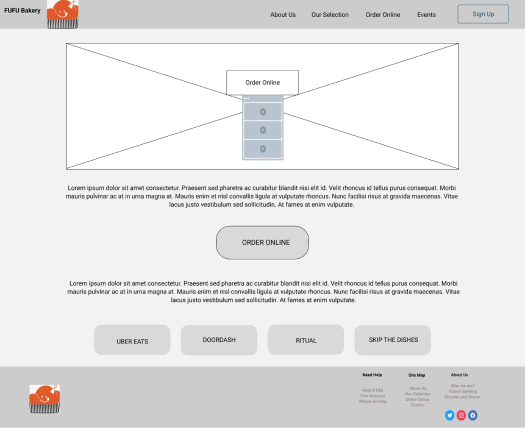 FUFU Bakery
About Us
Our Selection
Order Online
Events
Sign Up
Order Online
Lorem ipsum dolor sit amet consectetur. Praesent sed pharetra ac curabitur blandit nisi elit id. Velit rhoncus id tellus purus consequat. Morbi
mauris pulvinar ac at in urna magna at. Mauris enim et nisl convallis lorem at vulputate rhoncus. Nunc facilisi risus at gravida maecenas. Vitae
lacus justo vestibulum sed sollicitudin. At fames at enim vulputate.
ORDER ONLINE
Lorem ipsum dolor sit amet consectetur. Praesent sed pharetra ac curabitur blandit nisi elit id. Velit rhoncus id tellus purus consequat. Morbi
mauris pulvinar ac at in urna magna at. Mauris enim et nisl convallis lorem at vulputate rhoncus. Nunc facilisi risus at gravida maecenas. Vitae
lacus justo vestibulum sed sollicitudin. At fames at enim vulputate.
UBER EATS
DOORDASH
RITUAL
SKIP THE DISHES
Need Help
Help & FAQ
Your Account
Where we help
Site Map
About Us
Our Selection
Order Online
Events
About Us
Who we are?
Grand Opening
Mission and Vision